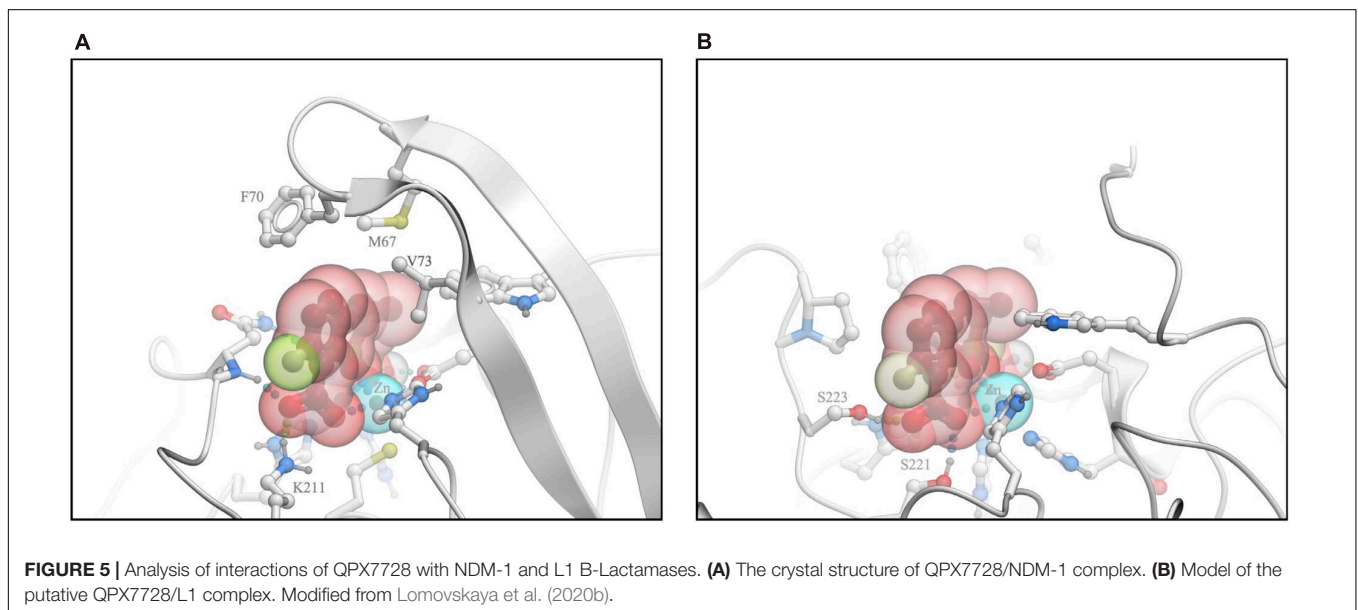 A
B
F70
M67
V73
Zn
K211
Zn
S223
S221
FIGURE 5 | Analysis of interactions of QPX7728 with NDM-1 and L1 B-Lactamases. (A) The crystal structure of QPX7728/NDM-1 complex. (B) Model of the
putative QPX7728/L1 complex. Modified from Lomovskaya et al. (2020b).